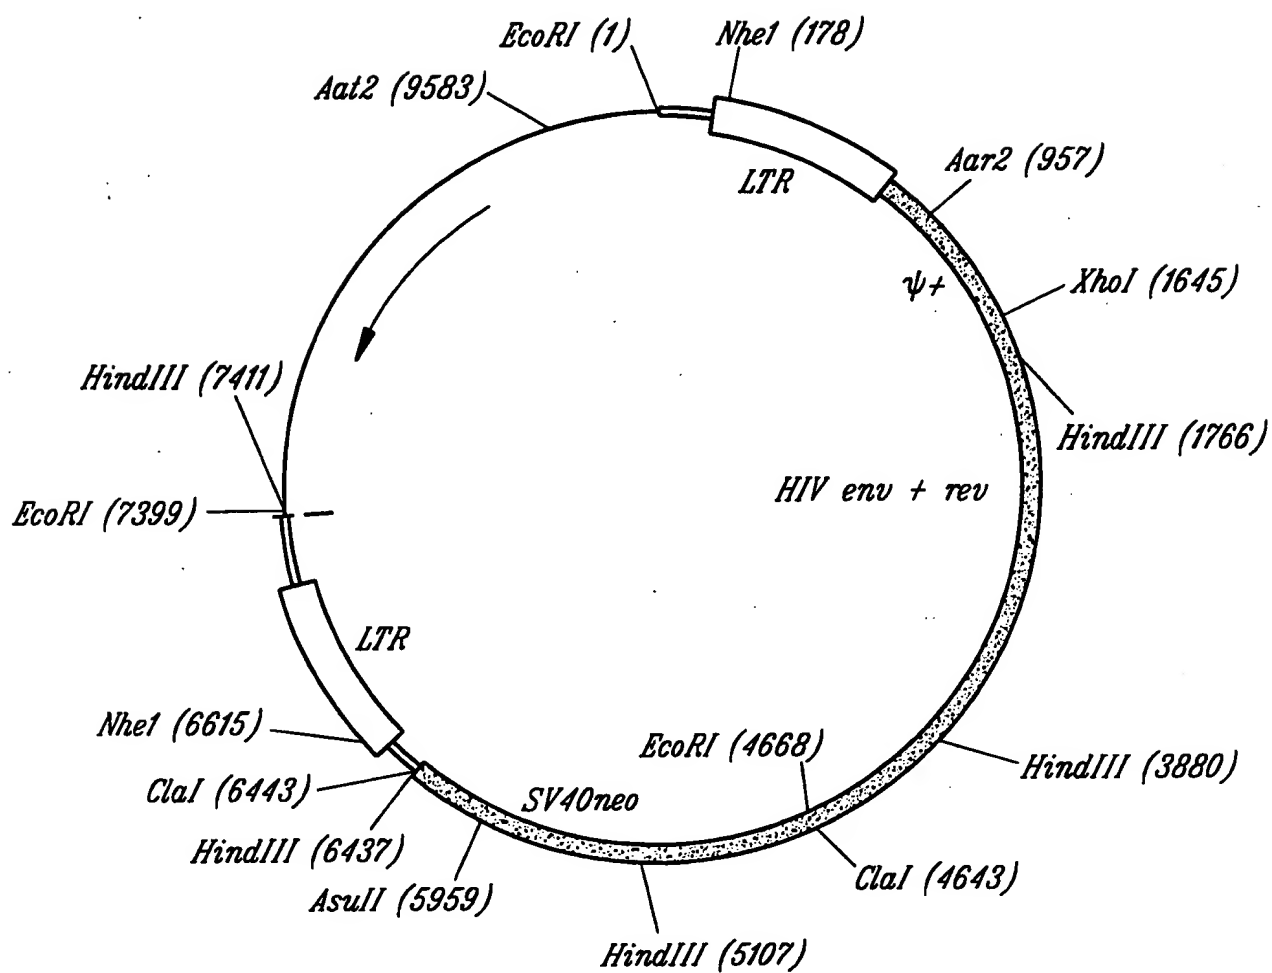 EcoRI (1)
Nhe1 (178)
Aat2 (9583)
LTR
Aar2 (957)
ψ+
XhoI (1645)
HindIII (7411)
HindIII (1766)
HIV env + rev
EcoRI (7399)
LTR
Nhe1 (6615)
EcoRI (4668)
HindIII (3880)
ClaI (6443)
SV40neo
HindIII (6437)
ClaI (4643)
AsuII (5959)
HindIII (5107)